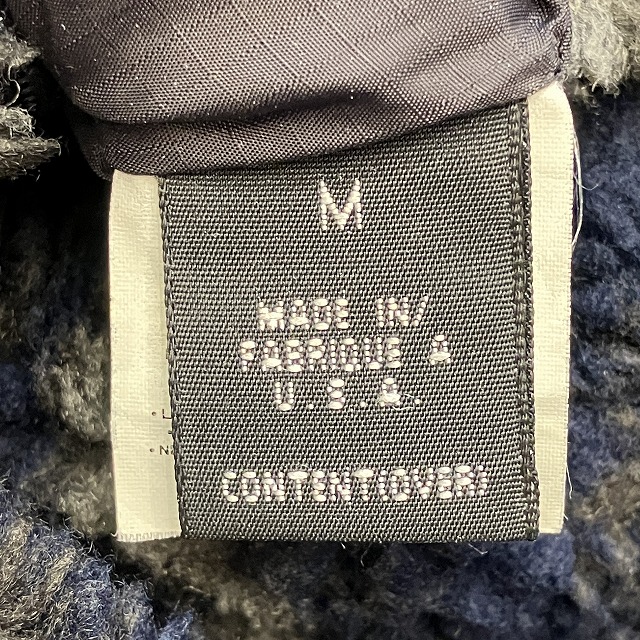 M
MADE IN/
FABRIQUE A
U.S.A.
CONTENT(OVER)